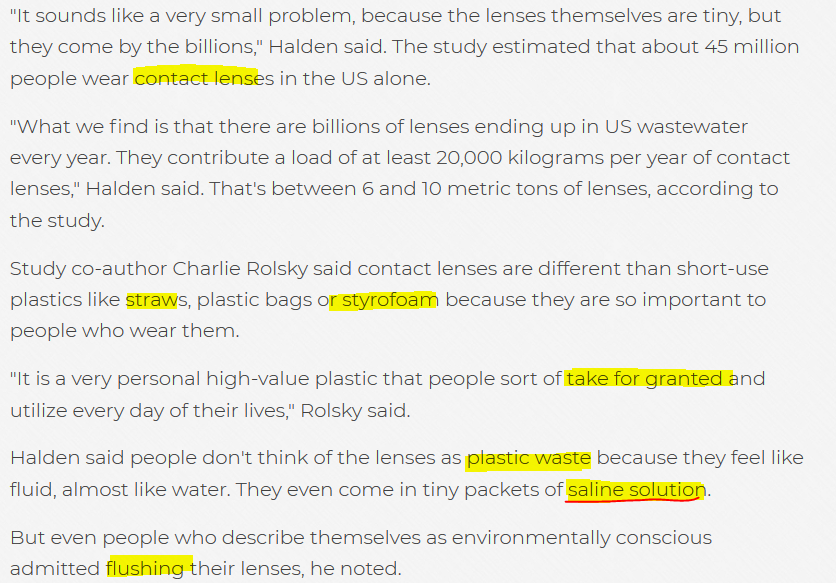 "It sounds like a very small problem, because the lenses themselves are tiny, but
they come by the billions," Halden said. The study estimated that about 45 million
people wear contact lenses in the US alone.
"What we find is that there are billions of lenses ending up in US wastewater
every year. They contribute a load of at least 20,000 kilograms per year of contact
lenses," Halden said. That's between 6 and 10 metric tons of lenses, according to
the study.
Study co-author Charlie Rolsky said contact lenses are different than short-use
plastics like straws, plastic bags or styrofoam because they are so important to
people who wear them.
"It is a very personal high-value plastic that people sort of take for granted and
utilize every day of their lives," Rolsky said.
Halden said people don't think of the lenses as plastic waste because they feel like
fluid, almost like water. They even come in tiny packets of saline solution.
But even people who describe themselves as environmentally conscious
admitted flushing their lenses, he noted.